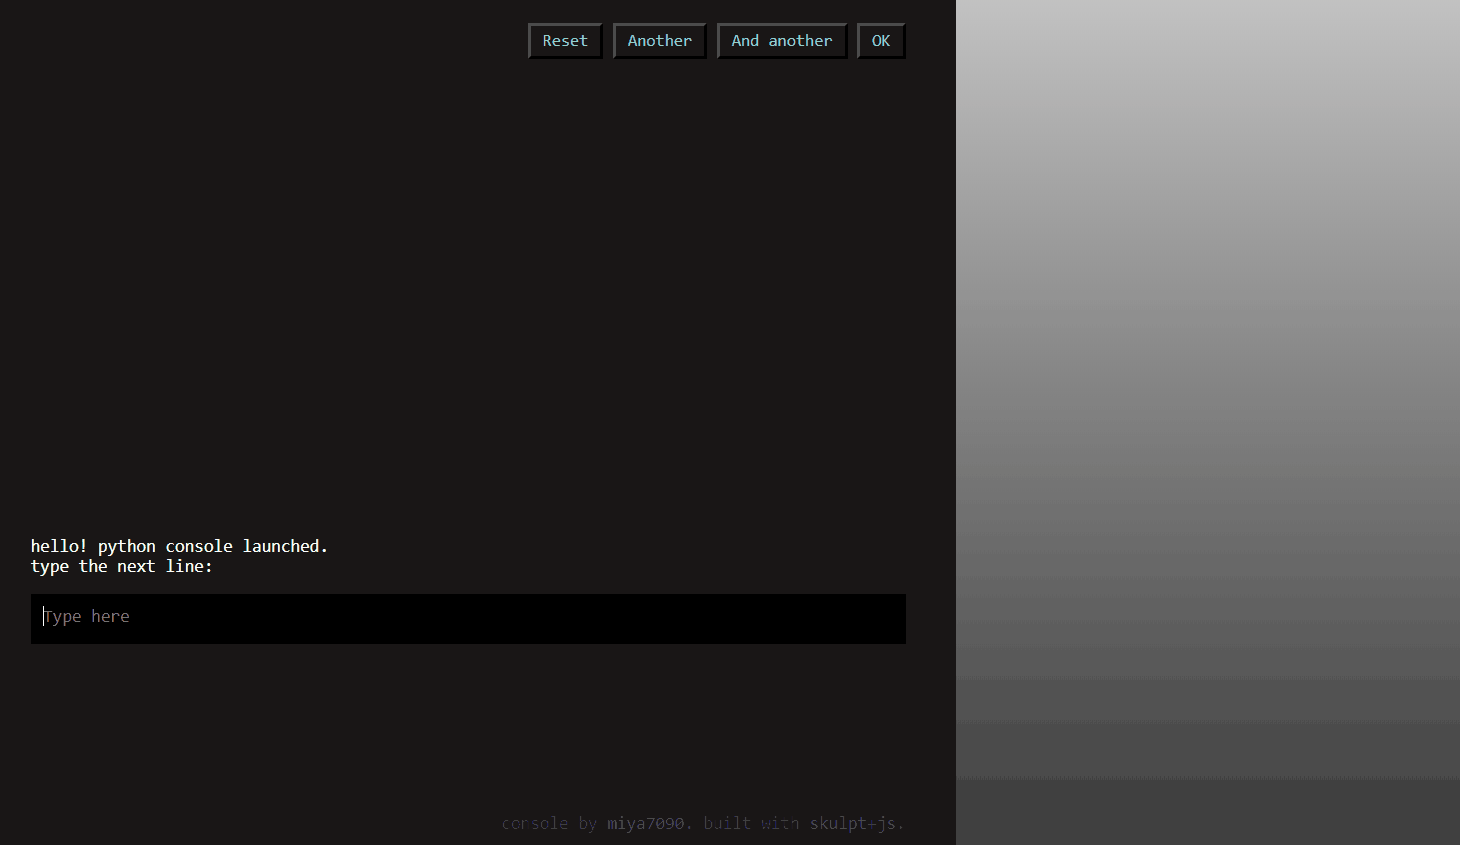 Reset Another And another OK
hello! python console launched.
type the next line:
Type here
console by miya7090. built with skulpt+js.